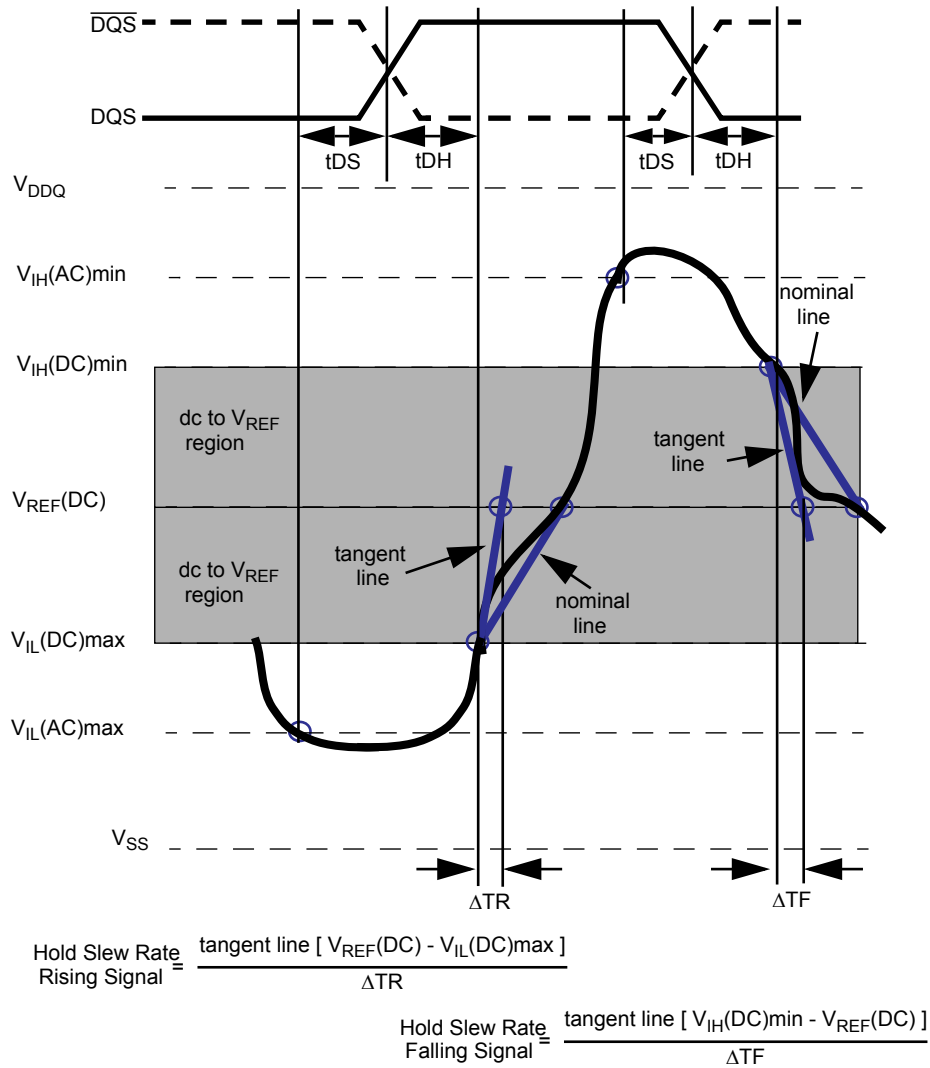 DQS
DQS
tDS
tDH
tDS
tDH
VDDQ
VIH(AC)min
nominal
line
VIH(DC)min
dc to VREF
region
tangent
line
VREF(DC)
tangent
line
dc to VREF
region
nominal
line
VIL(DC)max
VIL(AC)max
VSS
ΔTR
ΔTF
Hold Slew Rate
Rising Signal
=
tangent line [ VREF(DC) - VIL(DC)max ]
ΔTR
Hold Slew Rate
Falling Signal
=
tangent line [ VIH(DC)min - VREF(DC) ]
ΔTF